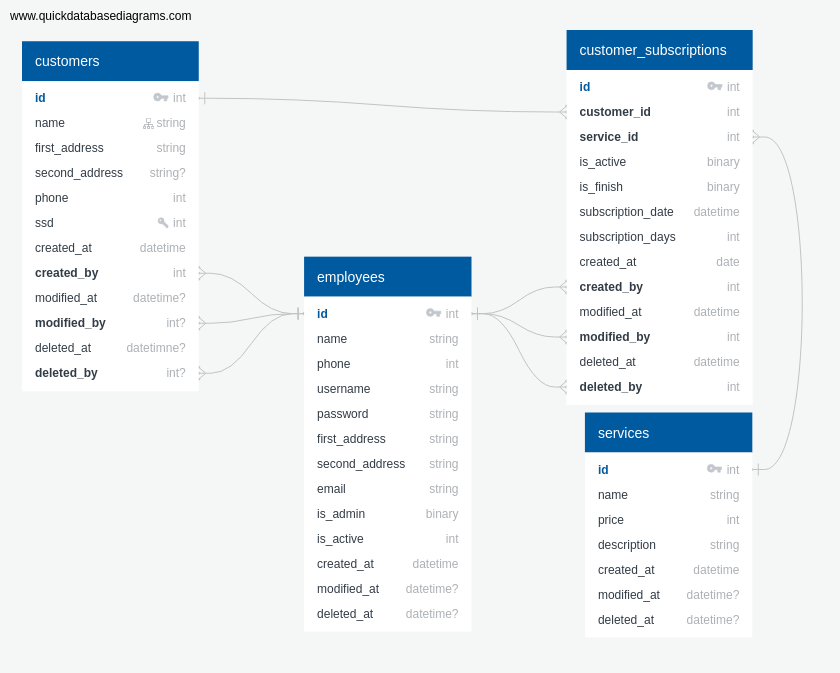 www.quickdatabasediagrams.com
customers
id int
name string
first_address string
second_address string?
phone int
ssd int
created_at datetime
created_by int
modified_at datetime?
modified_by int?
deleted_at datetimne?
deleted_by int?
employees
id int
name string
phone int
username string
password string
first_address string
second_address string
email string
is_admin binary
is_active int
created_at datetime
modified_at datetime?
deleted_at datetime?
customer_subscriptions
id int
customer_id int
service_id int
is_active binary
is_finish binary
subscription_date datetime
subscription_days int
created_at date
created_by int
modified_at datetime
modified_by int
deleted_at datetime
deleted_by int
services
id int
name string
price int
description string
created_at datetime
modified_at datetime?
deleted_at datetime?